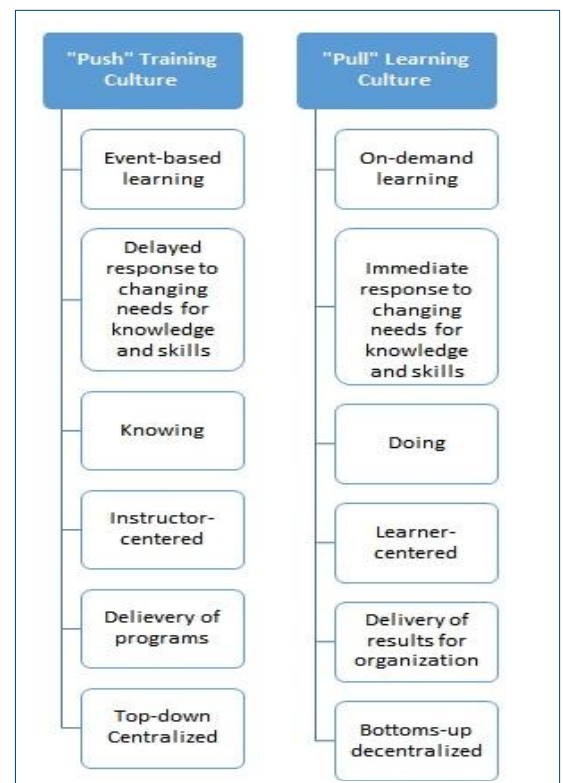 "Push" Training
Culture
Event-based
learning
Delayed
response to
changing
needs for
knowledge
and skills
Knowing
Instructor-
centered
Delievery of
programs
Top-down
Centralized
"Pull" Learning
Culture
On-demand
learning
Immediate
response to
changing
needs for
knowledge
and skills
Doing
Learner-
centered
Delivery of
results for
organization
Bottoms-up
decentralized